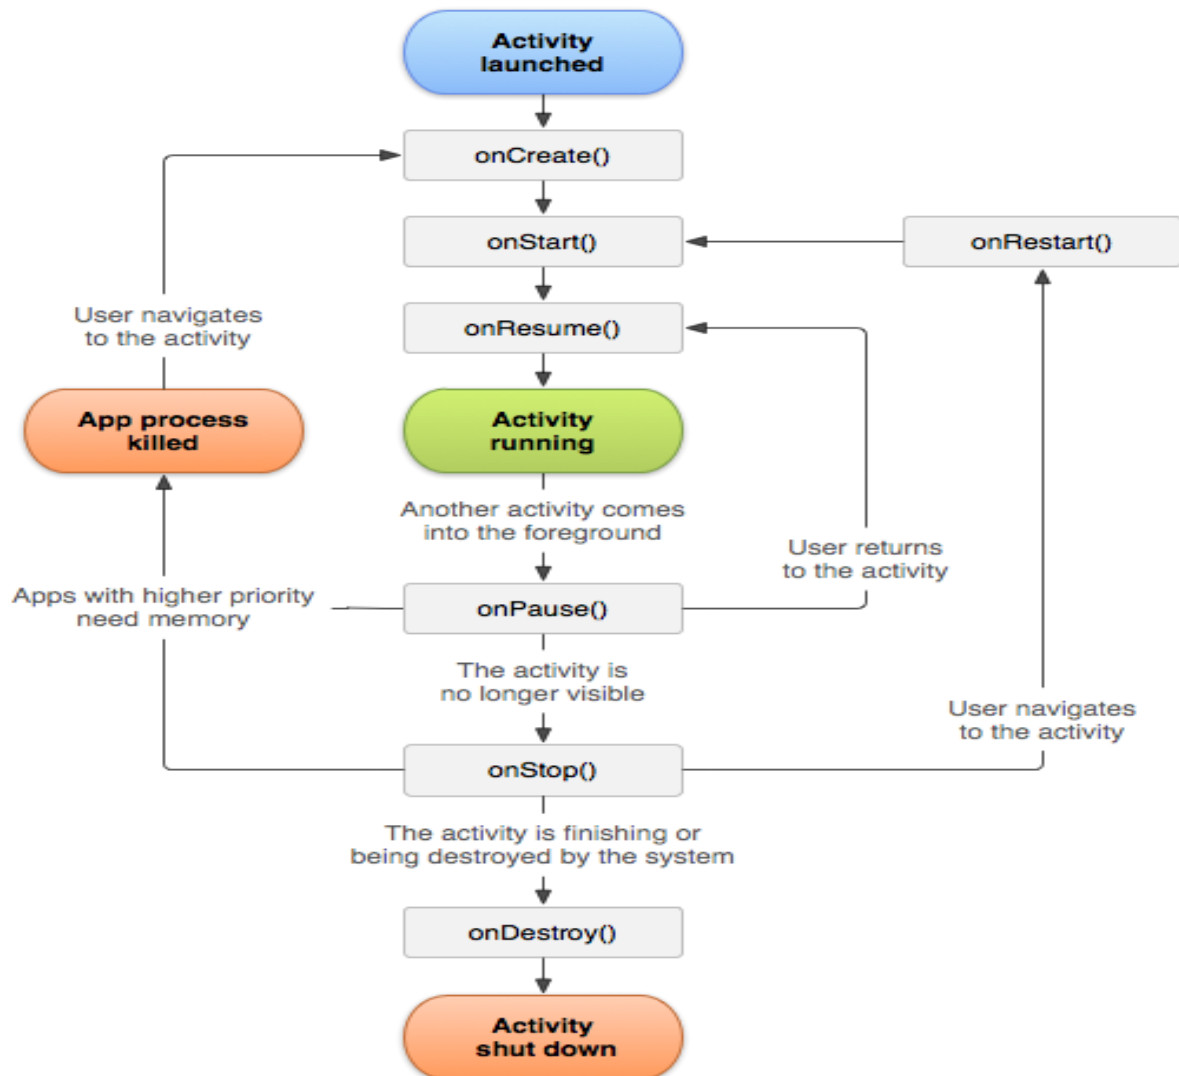 Activity
launched
onCreate()
onStart()
onRestart()
onResume()
User navigates
to the activity
App process
killed
Activity
running
Another activity comes
into the foreground
User returns
to the activity
Apps with higher priority
need memory
onPause()
The activity is
no longer visible
User navigates
to the activity
onStop()
The activity is finishing or
being destroyed by the system
onDestroy()
Activity
shut down